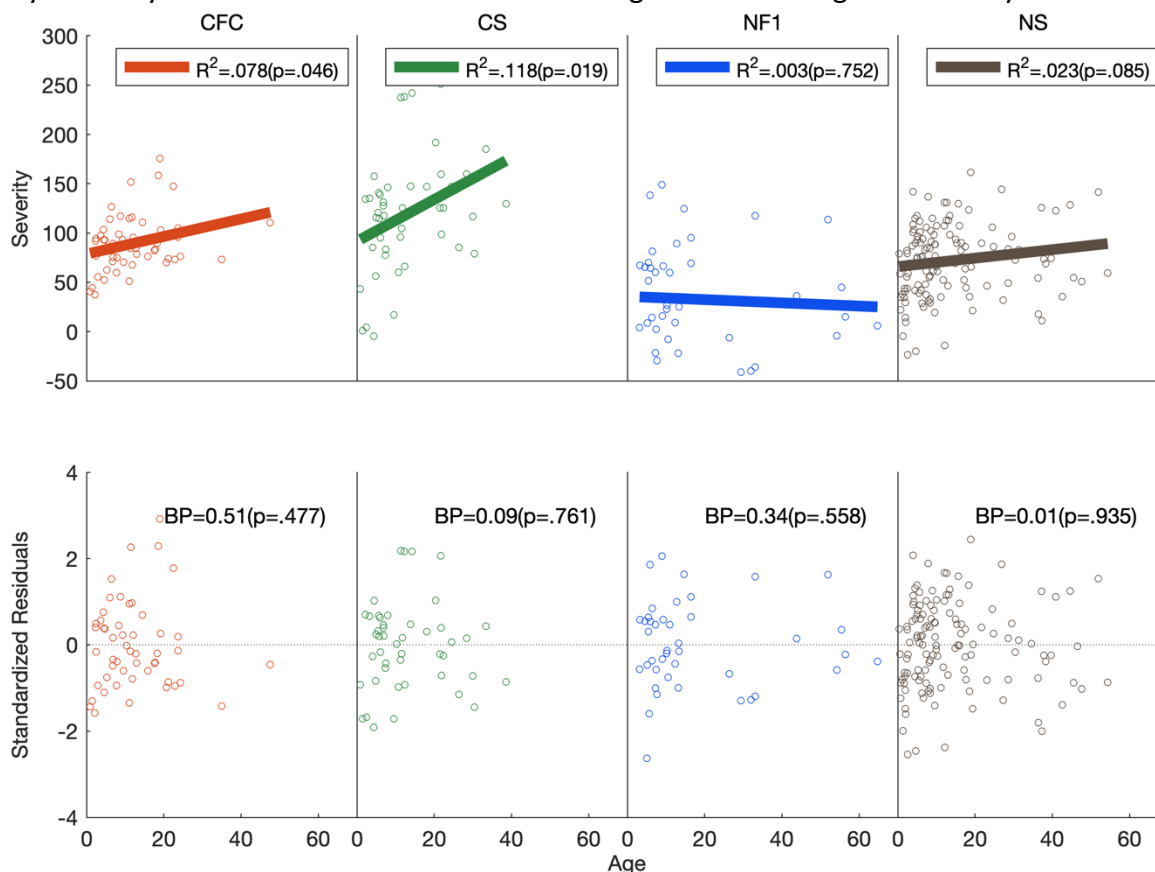 CFC CS NF1 NS
300
250
200
150
100
50
0
-50
Severity
R²=.078(p=.046) R²=.118(p=.019) R²=.003(p=.752) R²=.023(p=.085)
4
2
0
-2
-4
Standardized Residuals
BP=0.51(p=.477) BP=0.09(p=.761) BP=0.34(p=.558) BP=0.01(p=.935)
0 20 40 60 0 20 40 60 0 20 40 60 0 20 40 60
Age